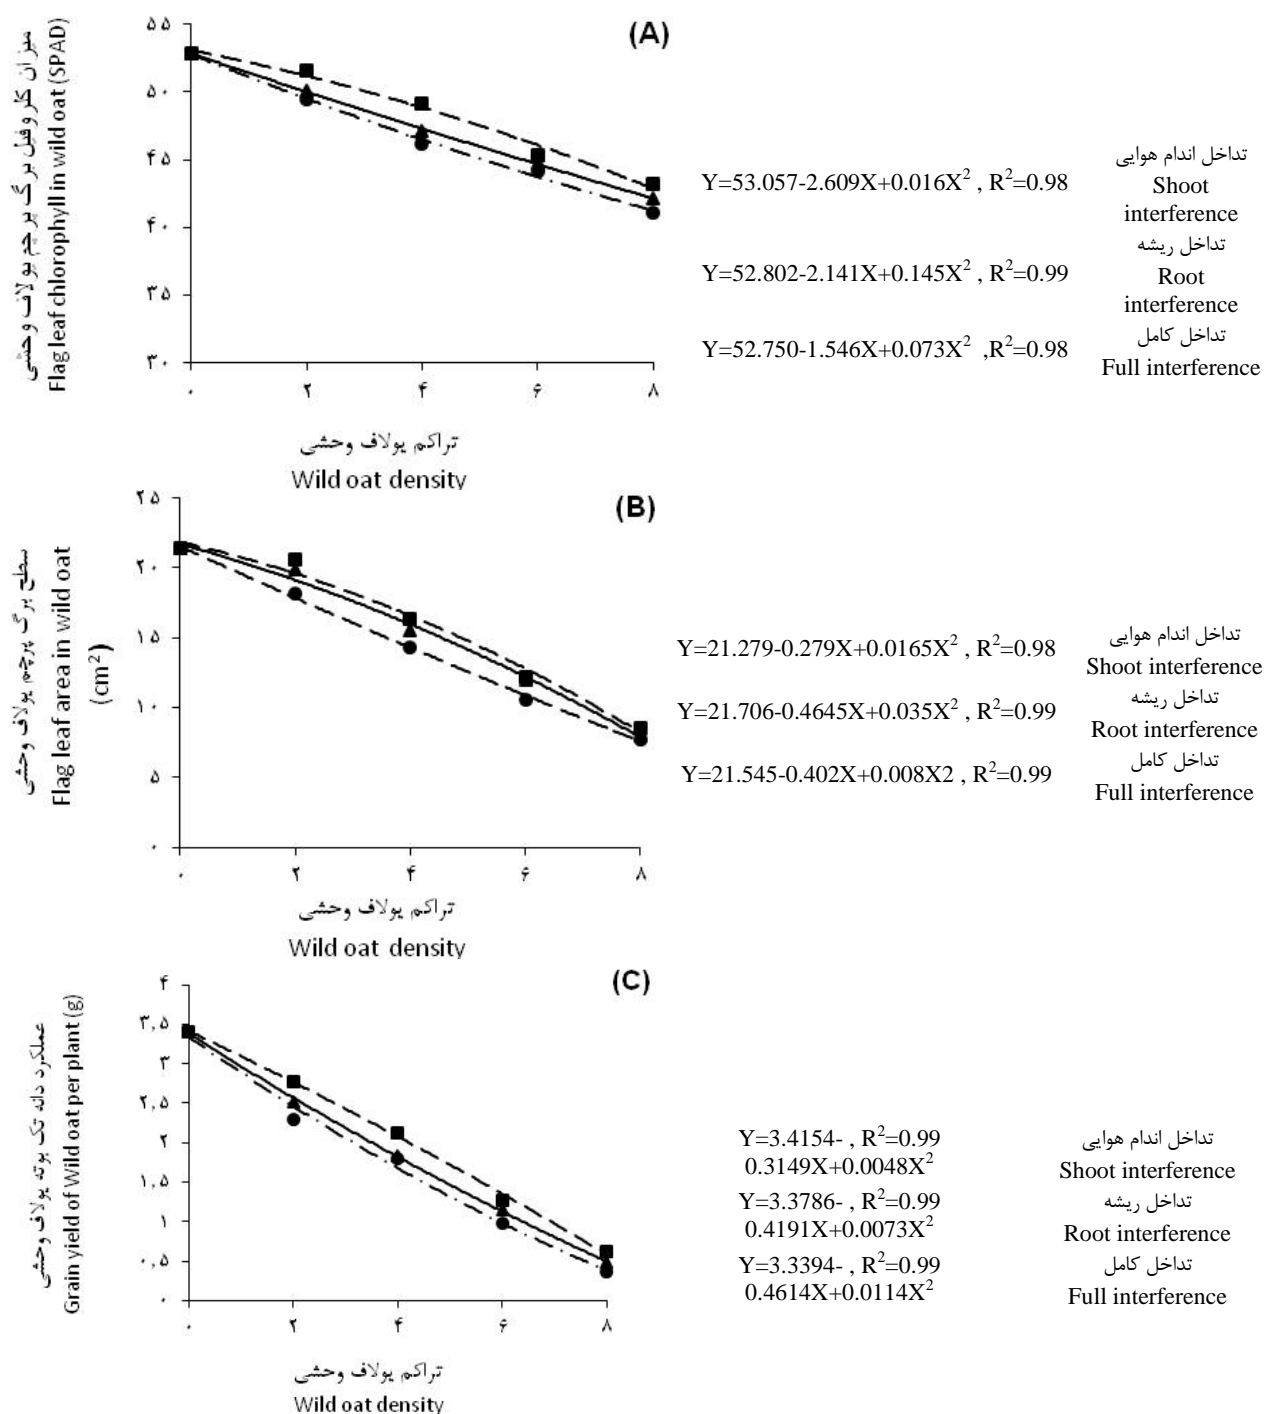 (A)
میزان کلروفیل برگ پرچم یولاف وحشی
Flag leaf chlorophyll in wild oat (SPAD)
۵۵
۵۰
۴۵
۴۰
۳۵
۳۰
۰ ۲ ۴ ۶ ۸
تراکم یولاف وحشی
Wild oat density
تداخل اندام هوایی
Y=53.057-2.609X+0.016X² , R²=0.98
Shoot
interference
تداخل ریشه
Y=52.802-2.141X+0.145X² , R²=0.99
Root
interference
تداخل کامل
Y=52.750-1.546X+0.073X² ,R²=0.98
Full interference
(B)
سطح برگ پرچم یولاف وحشی
Flag leaf area in wild oat
(cm²)
۲۵
۲۰
۱۵
۱۰
۵
۰
۰ ۲ ۴ ۶ ۸
تراکم یولاف وحشی
Wild oat density
تداخل اندام هوایی
Y=21.279-0.279X+0.0165X² , R²=0.98
Shoot interference
تداخل ریشه
Y=21.706-0.4645X+0.035X² , R²=0.99
Root interference
تداخل کامل
Y=21.545-0.402X+0.008X2 , R²=0.99
Full interference
(C)
عملکرد دانه تک بوته یولاف وحشی
Grain yield of Wild oat per plant (g)
۴
۳,۵
۳
۲,۵
۲
۱,۵
۱
۰,۵
۰
۰ ۲ ۴ ۶ ۸
تراکم یولاف وحشی
Wild oat density
Y=3.4154- , R²=0.99
0.3149X+0.0048X²
تداخل اندام هوایی
Shoot interference
Y=3.3786- , R²=0.99
0.4191X+0.0073X²
تداخل ریشه
Root interference
Y=3.3394- , R²=0.99
0.4614X+0.0114X²
تداخل کامل
Full interference